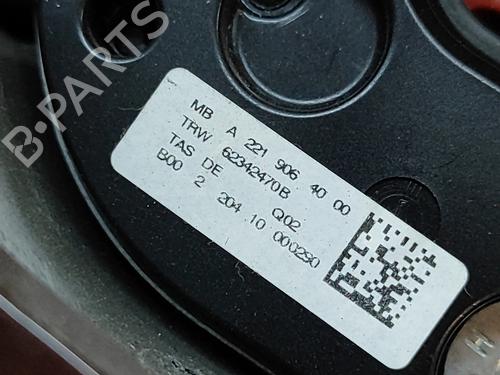 B-PARTS
MB A 221 906 40 00
TRW 62342470B
TAS DE Q02
B00 2 204 10 000290